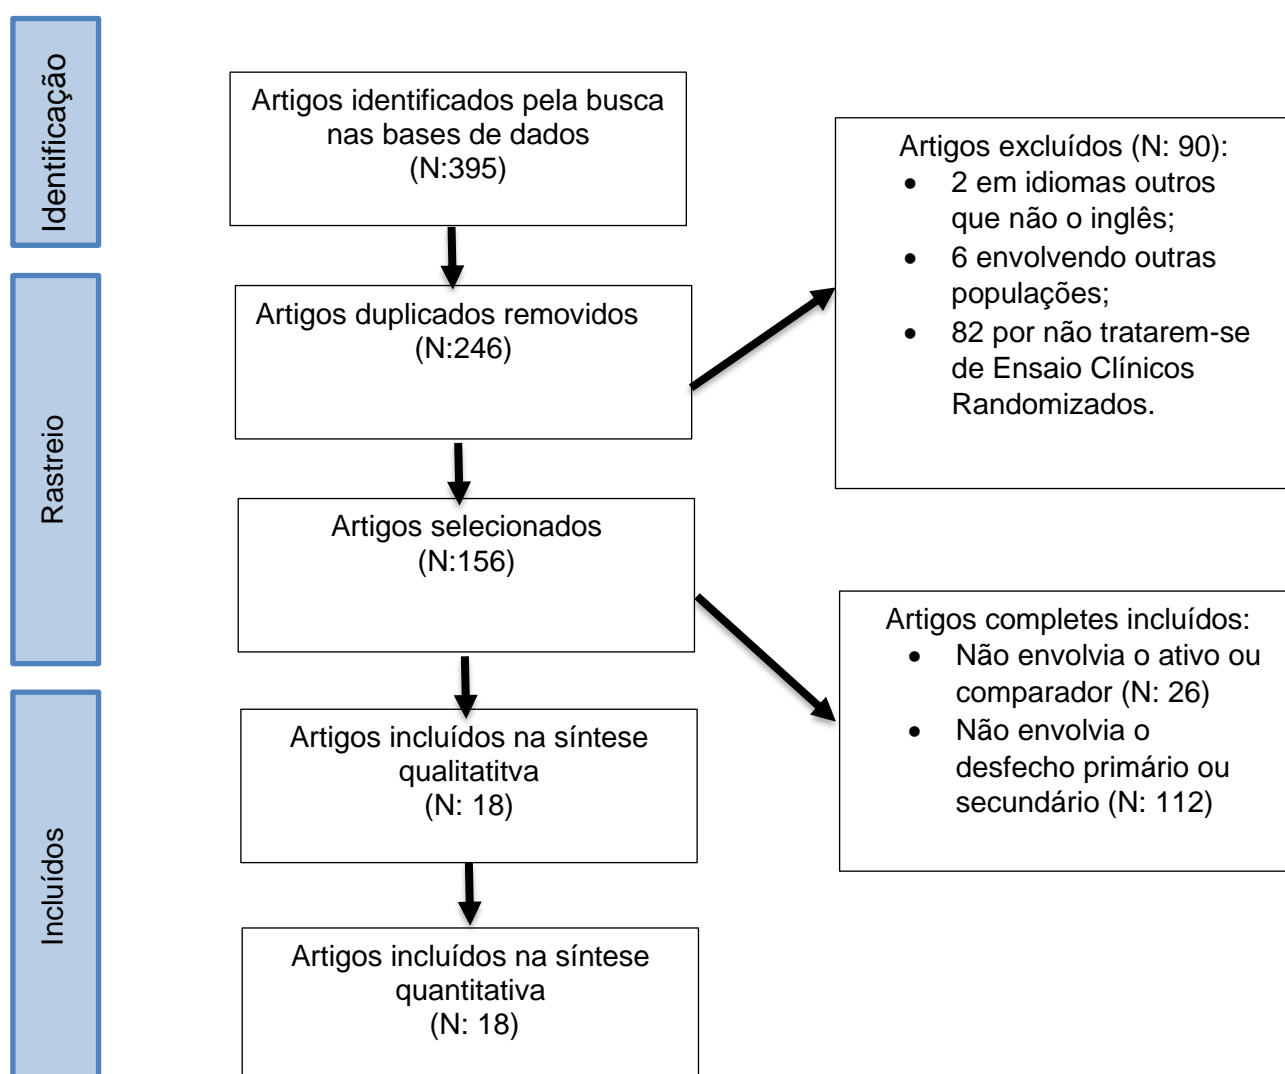 Identificação
Artigos identificados pela busca
nas bases de dados
(N:395)
Artigos excluídos (N: 90):
• 2 em idiomas outros
que não o inglês;
• 6 envolvendo outras
populações;
• 82 por não tratarem-se
de Ensaio Clínicos
Randomizados.
Rastreio
Artigos duplicados removidos
(N:246)
Artigos selecionados
(N:156)
Artigos completes incluídos:
• Não envolvia o ativo ou
comparador (N: 26)
• Não envolvia o
desfecho primário ou
secundário (N: 112)
Incluídos
Artigos incluídos na síntese
qualitatitva
(N: 18)
Artigos incluídos na síntese
quantitativa
(N: 18)